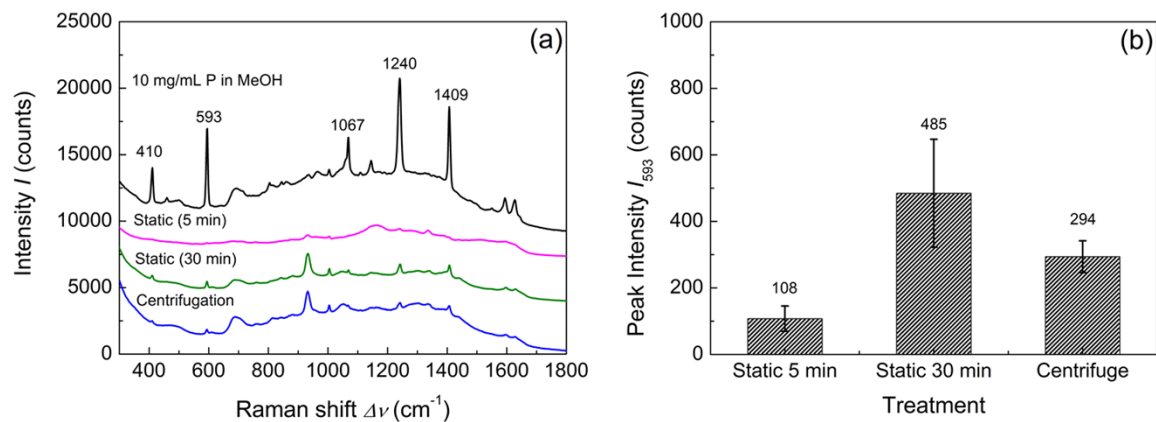 (a)
10 mg/mL P in MeOH
410
593
1067
1240
1409
Static (5 min)
Static (30 min)
Centrifugation
25000
20000
15000
10000
5000
0
Intensity I (counts)
400 600 800 1000 1200 1400 1600 1800
Raman shift Δν (cm⁻¹)
(b)
1000
800
600
400
200
0
Peak Intensity I₅₉₃ (counts)
108
485
294
Static 5 min Static 30 min Centrifuge
Treatment